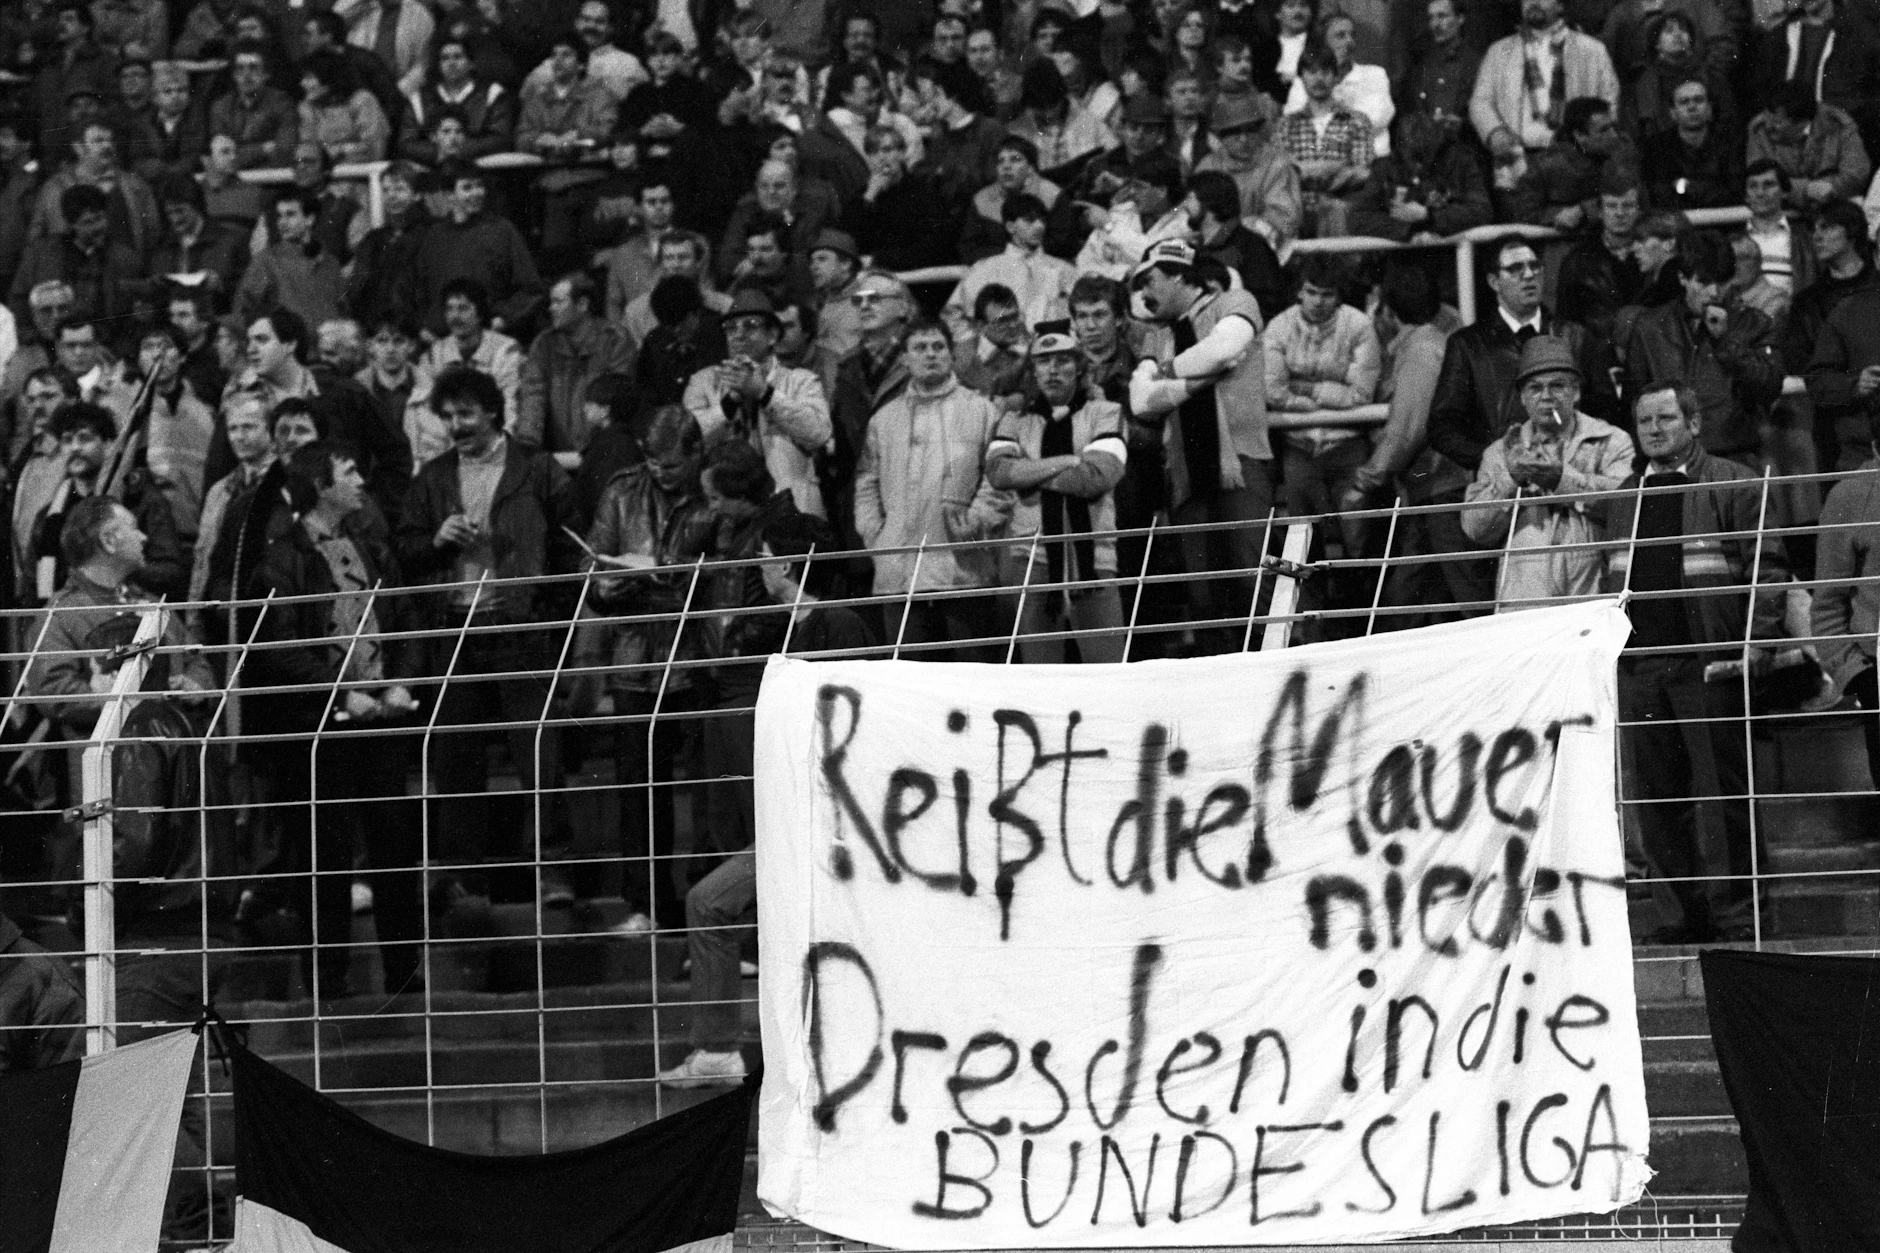 Reißt die Mauer
nieder
Dresden in die
BUNDESLIGA